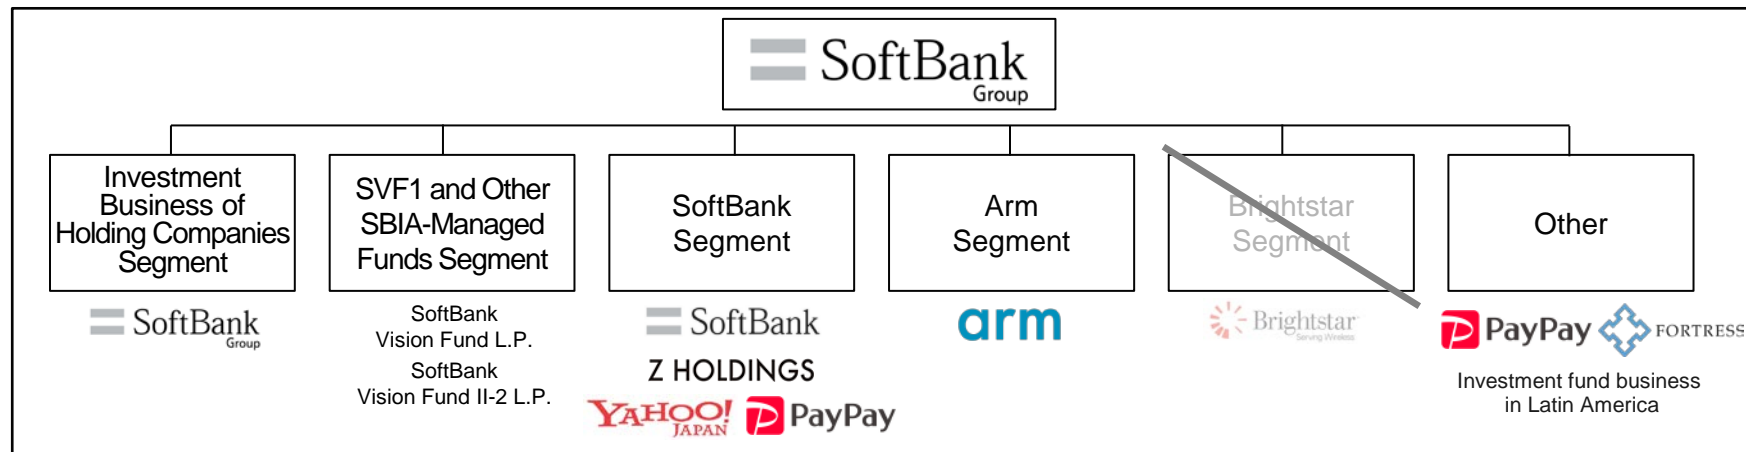 SoftBank
Group
Investment
Business of
Holding Companies
Segment
SoftBank
Group
SVF1 and Other
SBIA-Managed
Funds Segment
SoftBank
Vision Fund L.P.
SoftBank
Vision Fund II-2 L.P.
SoftBank
Segment
SoftBank
Z HOLDINGS
YAHOO!
JAPAN
PayPay
Arm
Segment
arm
Brightstar
Segment
Brightstar
Serving Wireless
Other
PayPay
FORTRESS
Investment fund business
in Latin America